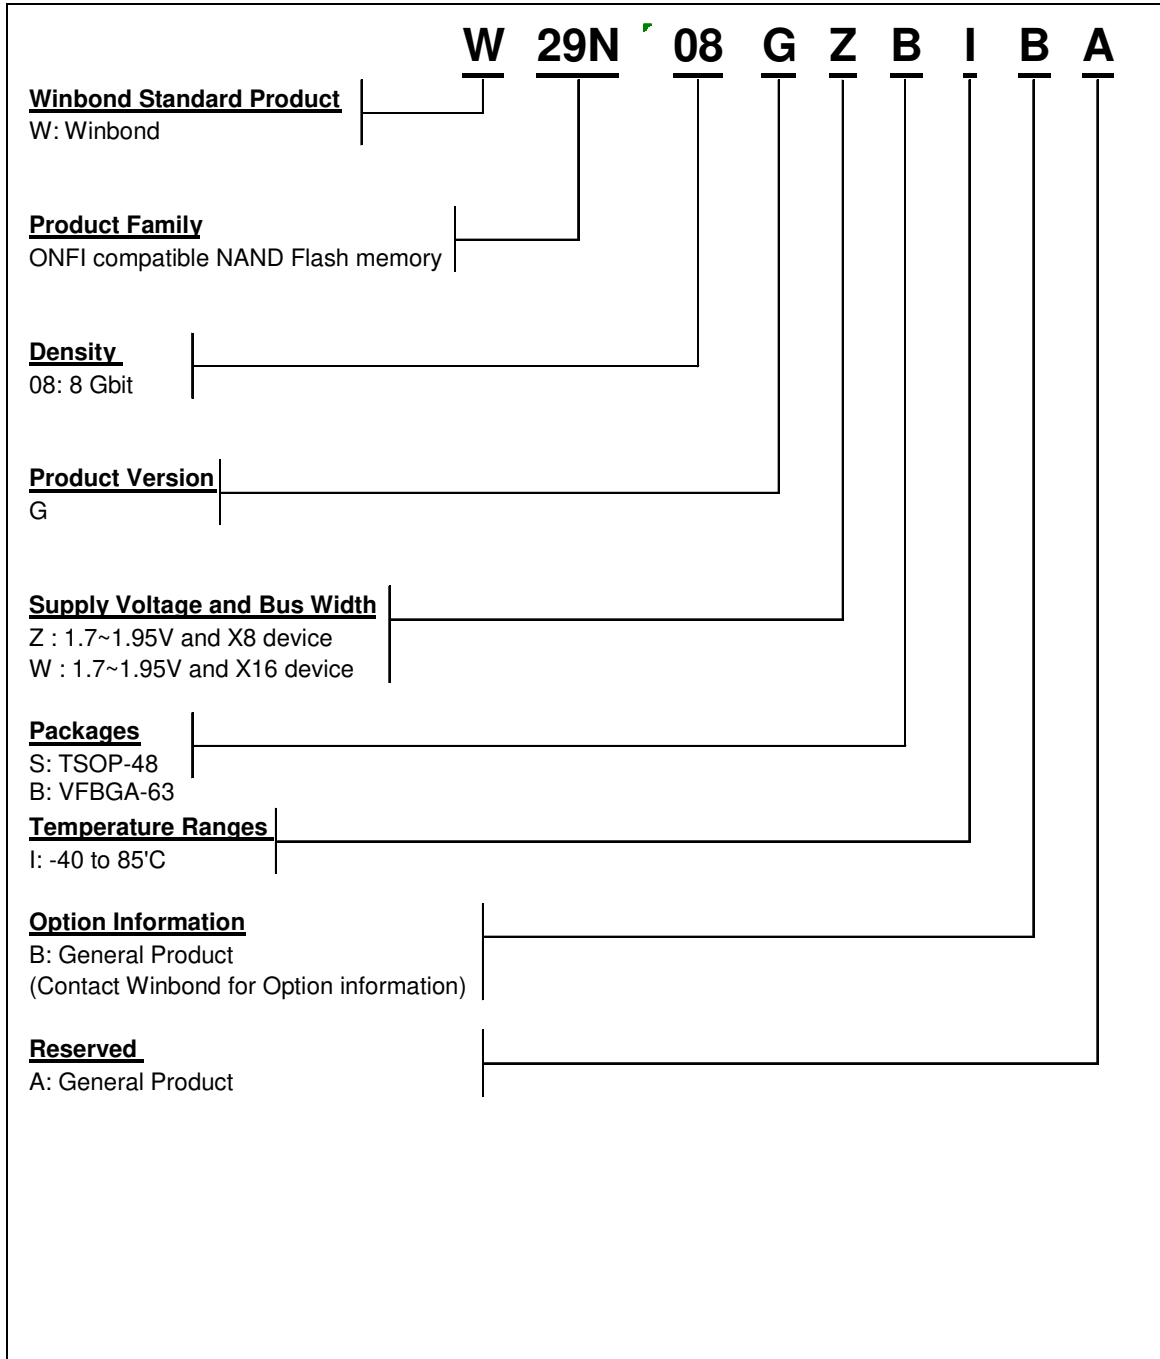 W 29N 08 G Z B I B A
Winbond Standard Product
W: Winbond
Product Family
ONFI compatible NAND Flash memory
Density
08: 8 Gbit
Product Version
G
Supply Voltage and Bus Width
Z : 1.7~1.95V and X8 device
W : 1.7~1.95V and X16 device
Packages
S: TSOP-48
B: VFBGA-63
Temperature Ranges
I: -40 to 85'C
Option Information
B: General Product
(Contact Winbond for Option information)
Reserved
A: General Product